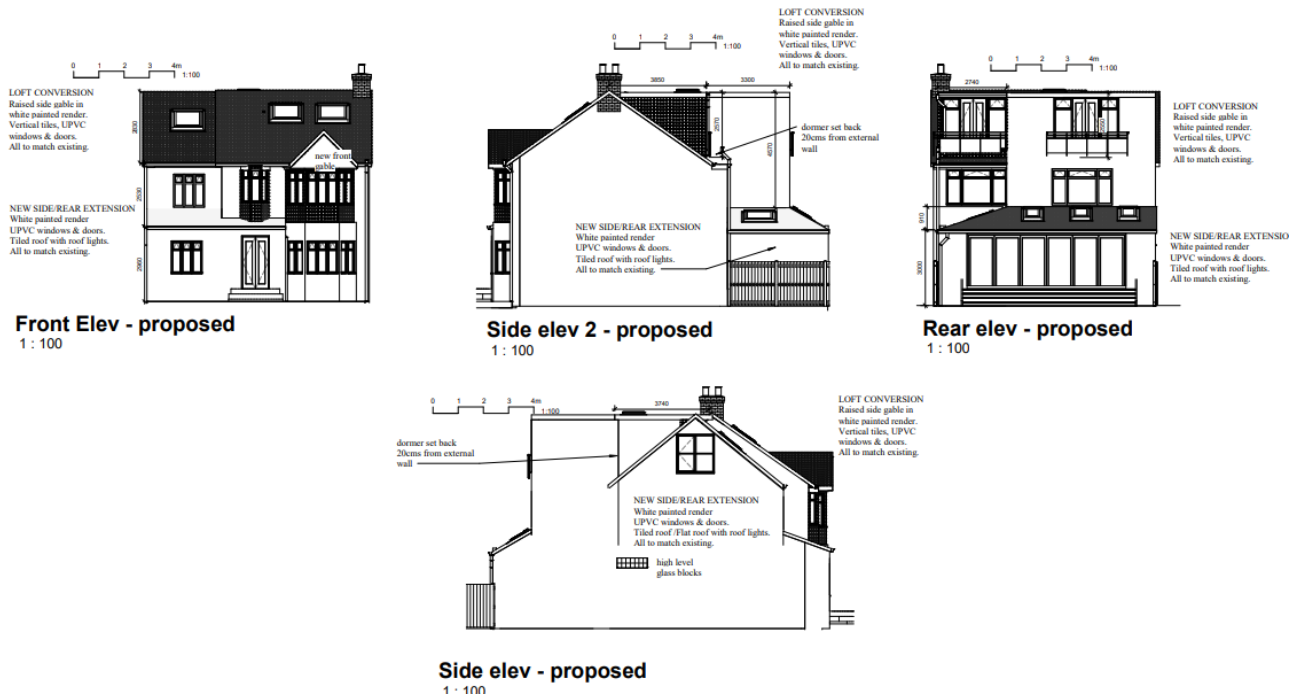 LOFT CONVERSION
Raised side gable in
white painted render.
Vertical tiles, UPVC
windows & doors.
All to match existing.
0 1 2 3 4m
1:100
3850
3300
2570
4570
dormer set back
20cms from external
wall
NEW SIDE/REAR EXTENSION
White painted render
UPVC windows & doors.
Tiled roof with roof lights.
All to match existing.
Side elev 2 - proposed
1 : 100
0 1 2 3 4m
1:100
LOFT CONVERSION
Raised side gable in
white painted render.
Vertical tiles, UPVC
windows & doors.
All to match existing.
new front
gable
2530
2960
NEW SIDE/REAR EXTENSION
White painted render
UPVC windows & doors.
Tiled roof with roof lights.
All to match existing.
Front Elev - proposed
1 : 100
0 1 2 3 4m
1:100
2740
2550
910
3000
LOFT CONVERSION
Raised side gable in
white painted render.
Vertical tiles, UPVC
windows & doors.
All to match existing.
NEW SIDE/REAR EXTENSION
White painted render
UPVC windows & doors.
Tiled roof with roof lights.
All to match existing.
Rear elev - proposed
1 : 100
0 1 2 3 4m
1:100
3740
LOFT CONVERSION
Raised side gable in
white painted render.
Vertical tiles, UPVC
windows & doors.
All to match existing.
dormer set back
20cms from external
wall
NEW SIDE/REAR EXTENSION
White painted render
UPVC windows & doors.
Tiled roof /Flat roof with roof lights.
All to match existing.
high level
glass blocks
Side elev - proposed
1 : 100